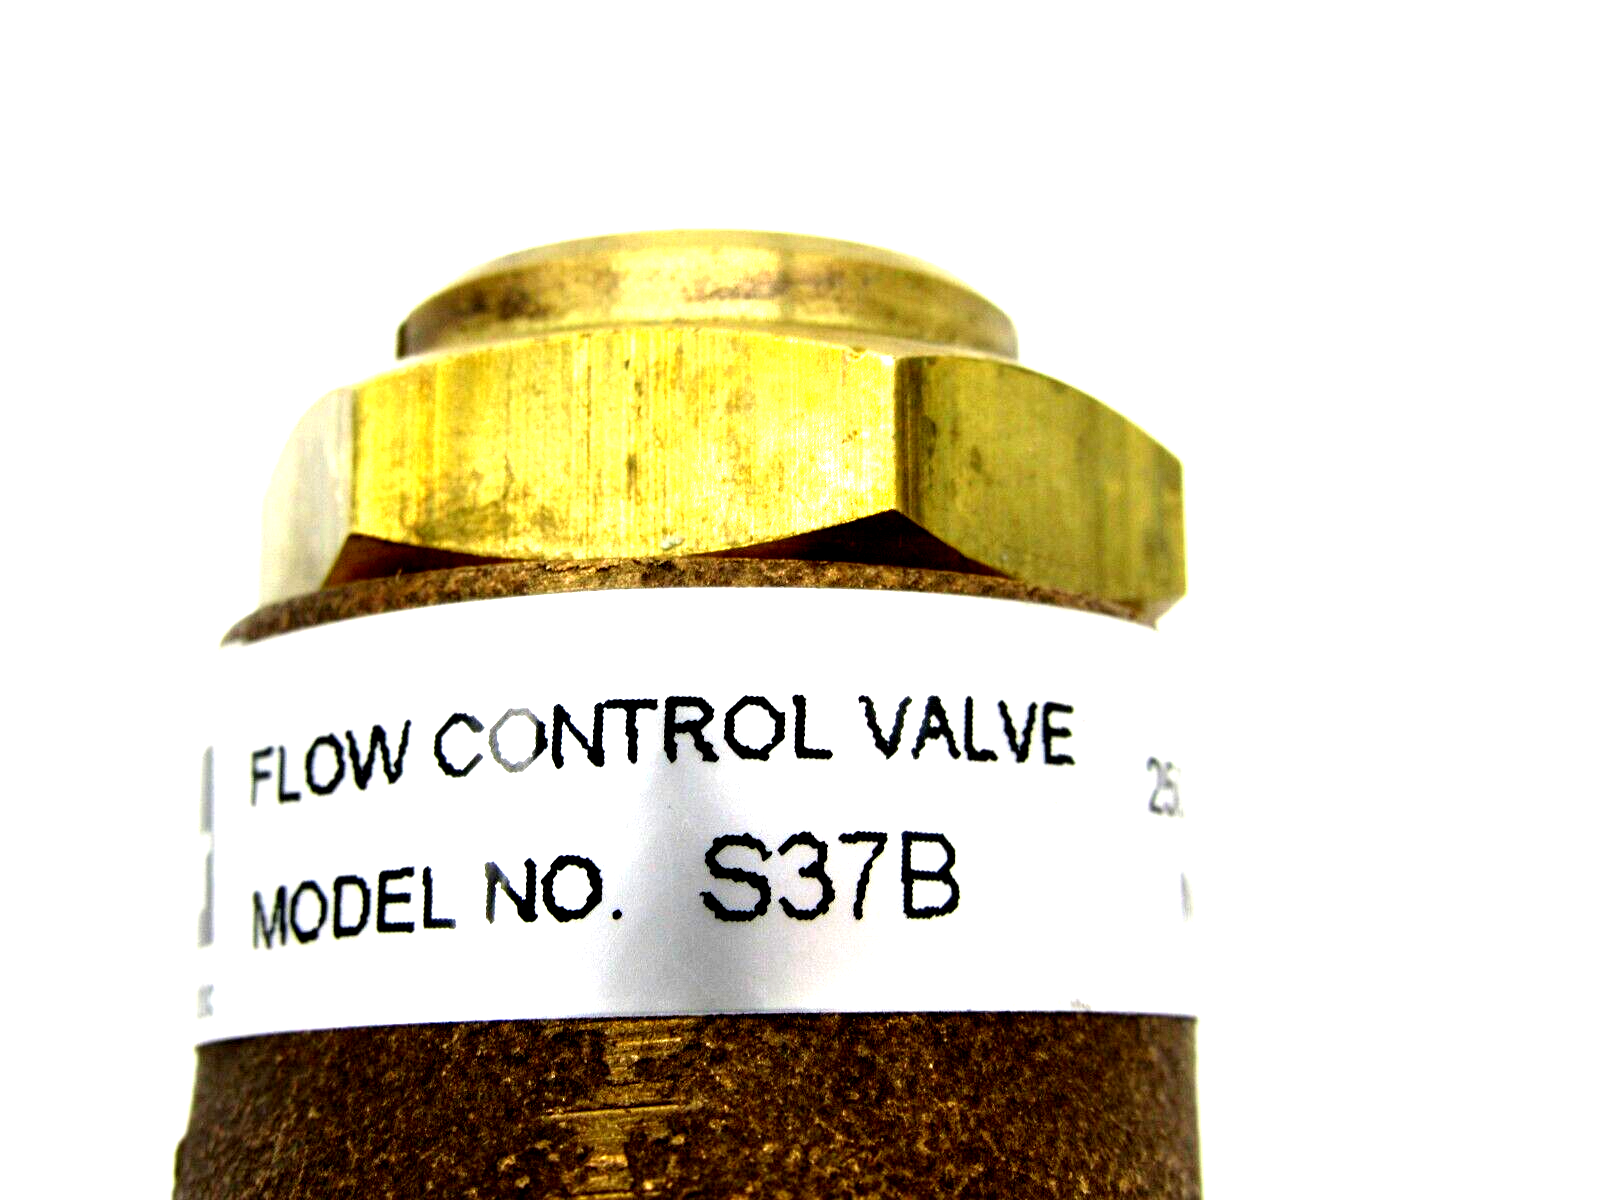 FLOW CONTROL VALVE
MODEL NO. S37B